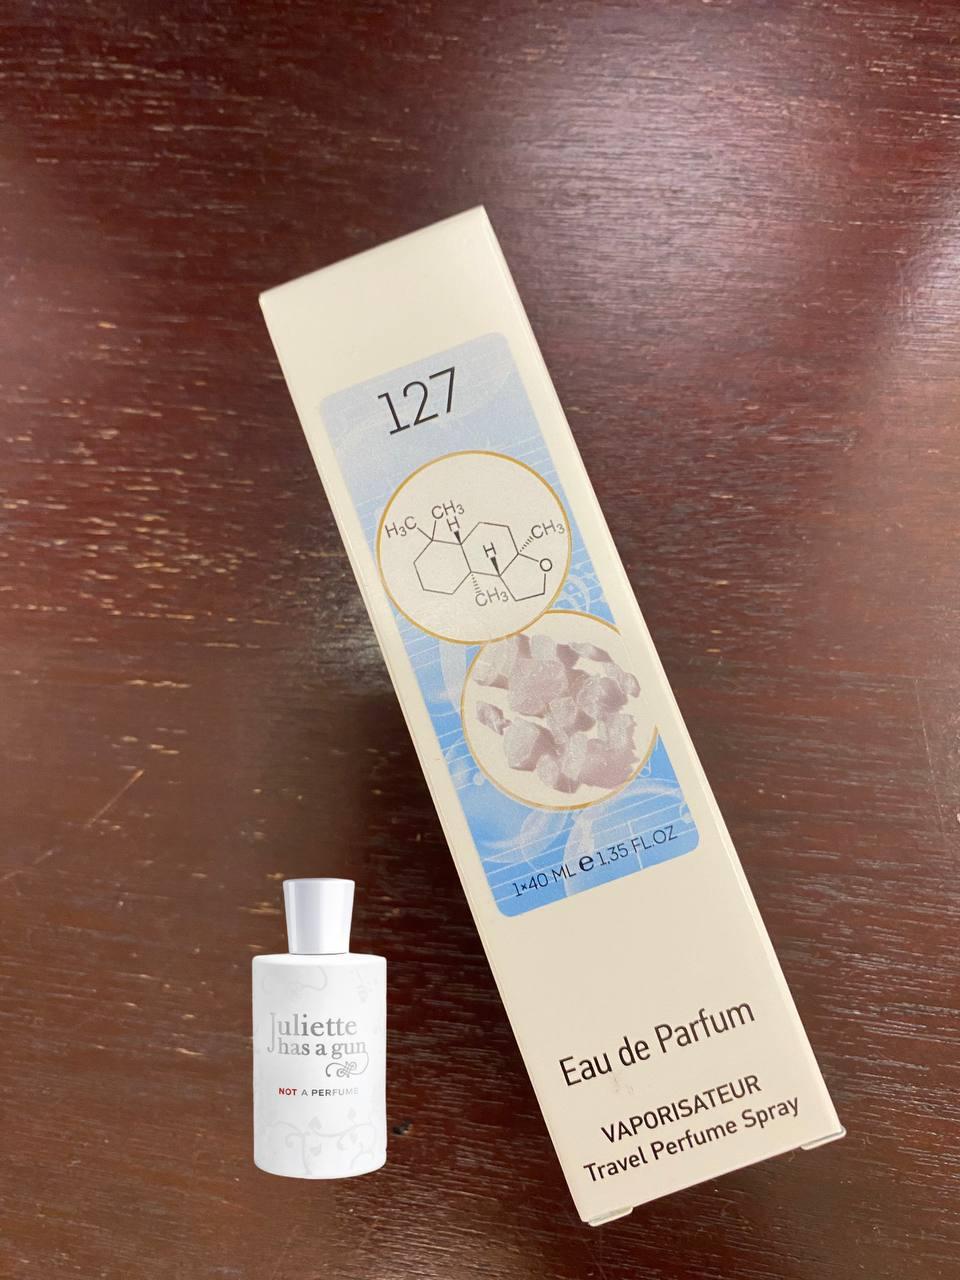 127
H₃C
CH₃
H
CH₃
H
O
CH₃
1×40 ML e 1,35 FL.OZ
Eau de Parfum
VAPORISATEUR
Travel Perfume Spray
Juliette
has a gun
NOT A PERFUME